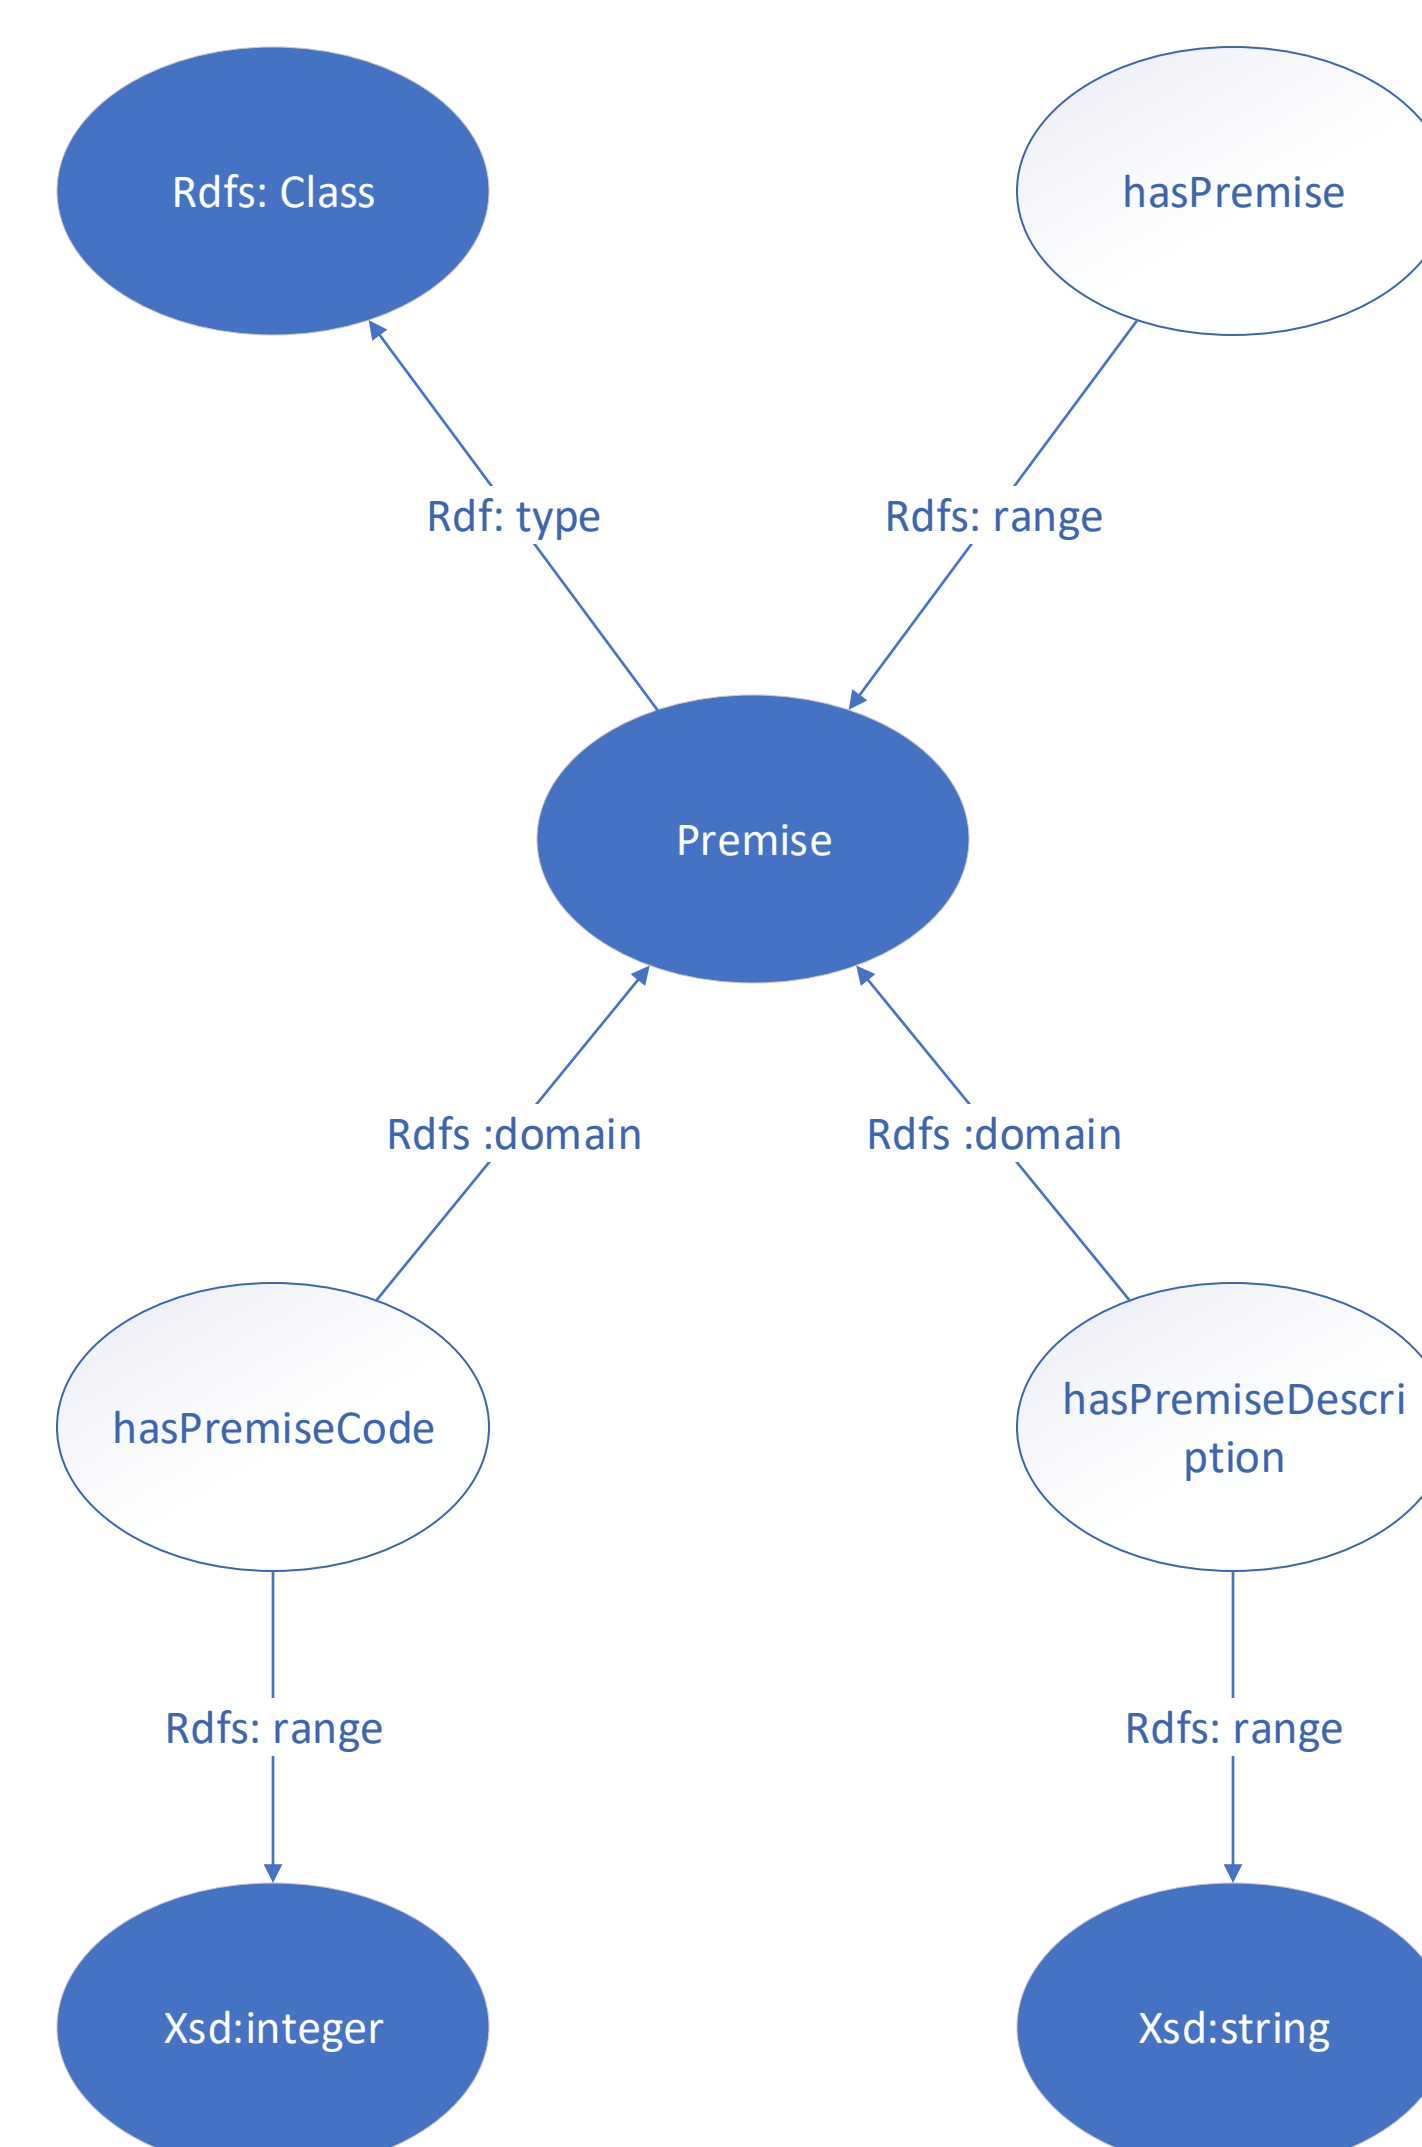 Rdfs: Class
hasPremise
Rdf: type
Rdfs: range
Premise
Rdfs :domain
Rdfs :domain
hasPremiseCode
hasPremiseDescri
ption
Rdfs: range
Rdfs: range
Xsd:integer
Xsd:string